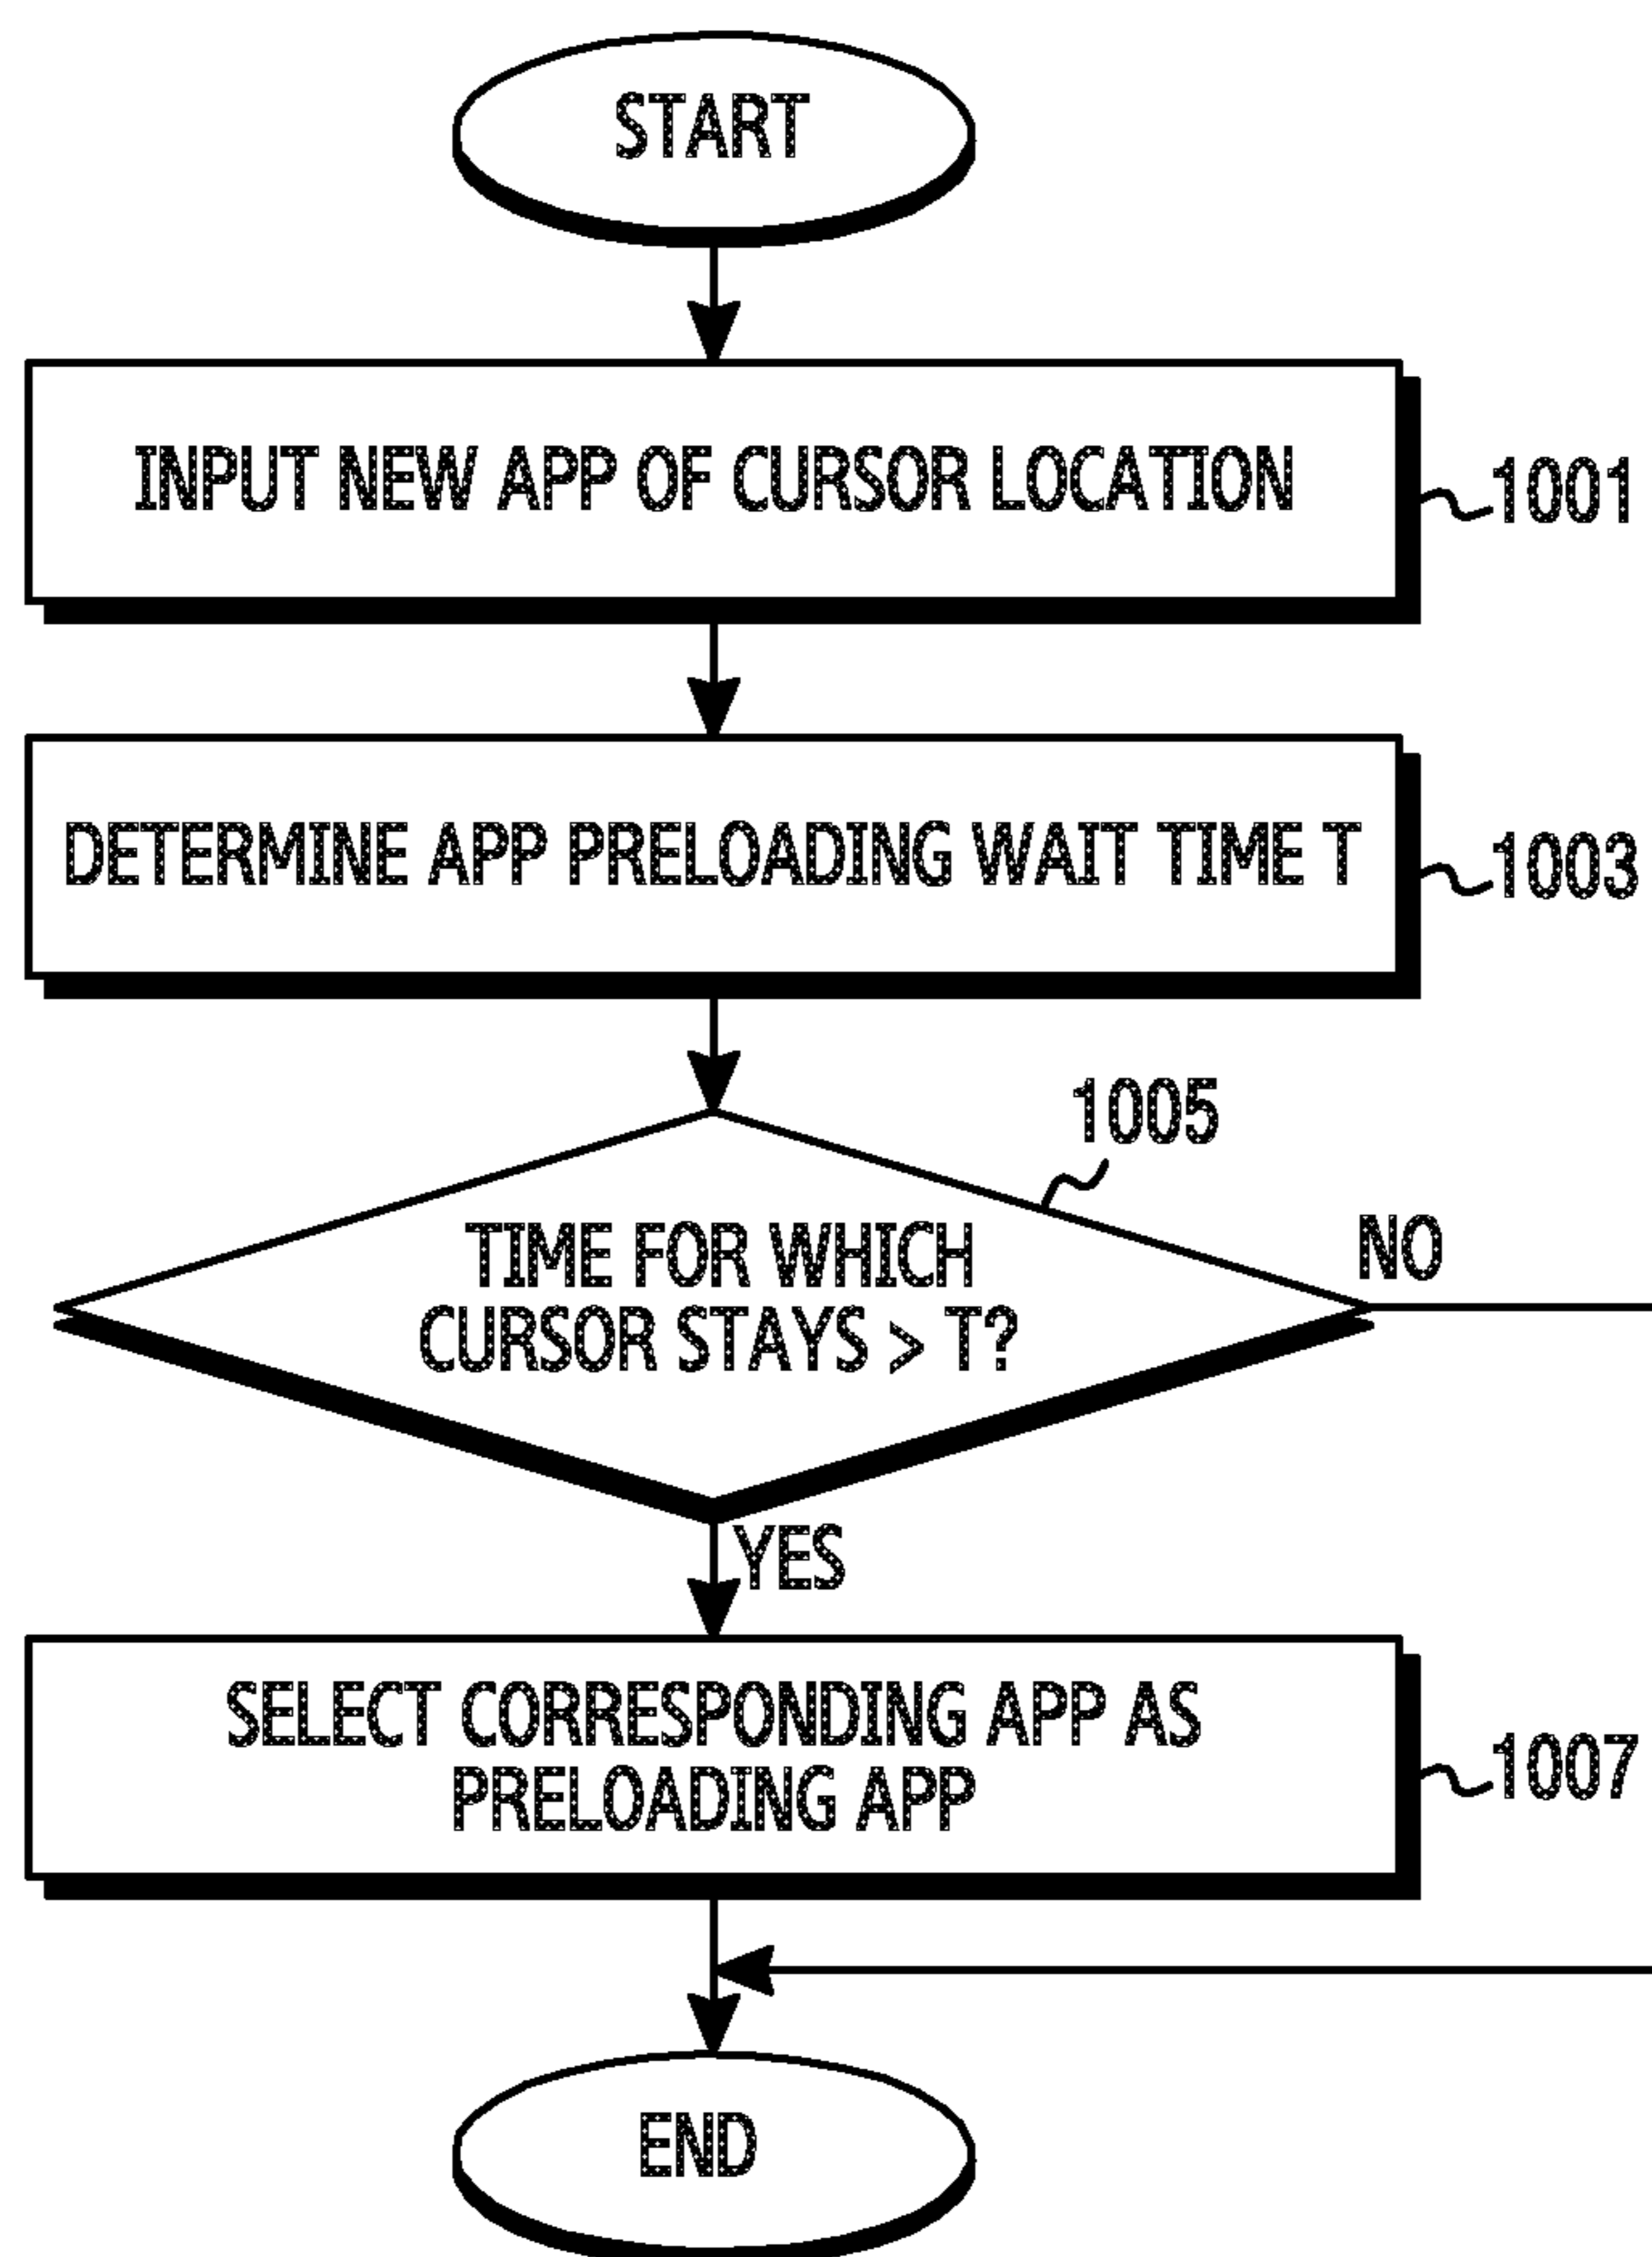 START
INPUT NEW APP OF CURSOR LOCATION
1001
DETERMINE APP PRELOADING WAIT TIME T
1003
1005
TIME FOR WHICH
CURSOR STAYS > T?
NO
YES
SELECT CORRESPONDING APP AS
PRELOADING APP
1007
END